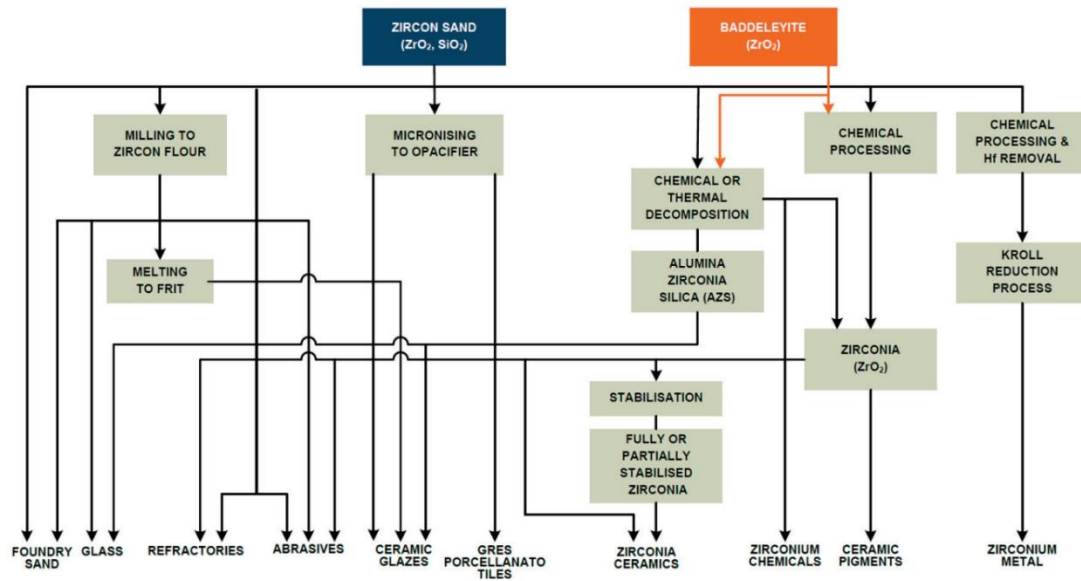 ZIRCON SAND
(ZrO₂, SiO₂)
BADDELEYITE
(ZrO₂)
MILLING TO
ZIRCON FLOUR
MICRONISING
TO OPACIFIER
CHEMICAL
PROCESSING
CHEMICAL
PROCESSING &
Hf REMOVAL
CHEMICAL OR
THERMAL
DECOMPOSITION
MELTING
TO FRIT
ALUMINA
ZIRCONIA
SILICA (AZS)
KROLL
REDUCTION
PROCESS
ZIRCONIA
(ZrO₂)
STABILISATION
FULLY OR
PARTIALLY
STABILISED
ZIRCONIA
FOUNDRY
SAND
GLASS
REFRACTORIES
ABRASIVES
CERAMIC
GLAZES
GRES
PORCELLANATO
TILES
ZIRCONIA
CERAMICS
ZIRCONIUM
CHEMICALS
CERAMIC
PIGMENTS
ZIRCONIUM
METAL